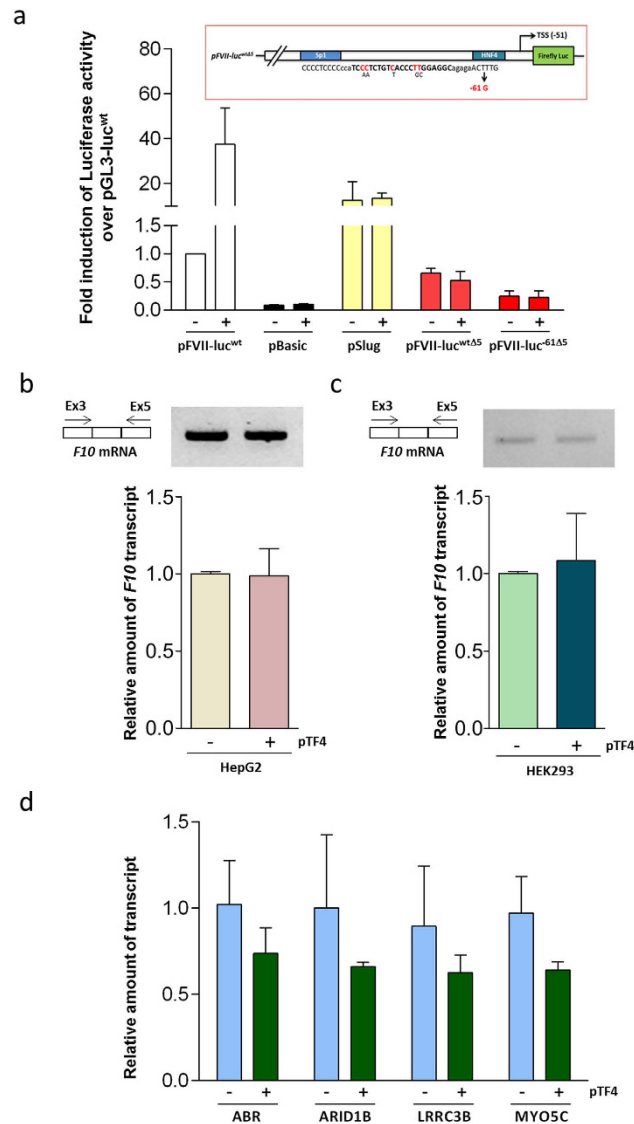 a
Fold induction of Luciferase activity
over pGL3-luc^wt
80
60
40
20
1.5
1.0
0.5
0.0
pFVII-luc^wtΔ5
Sp1
HNF4
TSS (-51)
Firefly Luc
CCCCTCCCCccaTCCCCTCTGTCACCCTTGGAGGCagagaACTTTG
AA T GC
-61 G
- + - + - + - + - +
pFVII-luc^wt pBasic pSlug pFVII-luc^wtΔ5 pFVII-luc^-61Δ5
b
Ex3 Ex5
F10 mRNA
Relative amount of F10 transcript
1.5
1.0
0.5
0.0
- + pTF4
HepG2
c
Ex3 Ex5
F10 mRNA
Relative amount of F10 transcript
1.5
1.0
0.5
0.0
- + pTF4
HEK293
d
Relative amount of transcript
1.5
1.0
0.5
0.0
- + - + - + - + pTF4
ABR ARID1B LRRC3B MYO5C